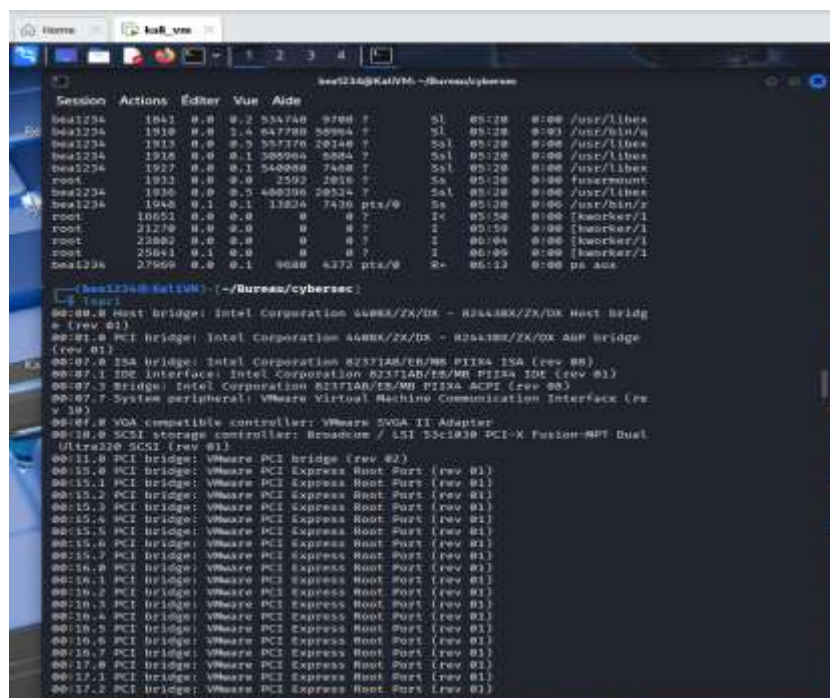 Home kali_vm
1 2 3 4
bea1234@KaliVM: ~/Bureau/cybersec
Session Actions Éditer Vue Aide
bea1234 1841 0.0 0.2 534740 9700 ? Sl 05:20 0:00 /usr/libex
bea1234 1910 0.0 1.4 647780 58964 ? Sl 05:20 0:03 /usr/bin/q
bea1234 1913 0.0 0.5 557376 20140 ? Ssl 05:20 0:00 /usr/libex
bea1234 1918 0.0 0.1 308964 6884 ? Ssl 05:20 0:00 /usr/libex
bea1234 1927 0.0 0.1 540080 7460 ? Ssl 05:20 0:00 /usr/libex
root 1932 0.0 0.0 2592 2016 ? Ss 05:20 0:00 fusermount
bea1234 1936 0.0 0.5 480396 20524 ? Ssl 05:20 0:00 /usr/libex
bea1234 1948 0.1 0.1 13024 7436 pts/0 Ss 05:20 0:06 /usr/bin/z
root 16651 0.0 0.0 0 0 ? I< 05:50 0:00 [kworker/1
root 21270 0.0 0.0 0 0 ? I 05:59 0:00 [kworker/1
root 23802 0.0 0.0 0 0 ? I 06:04 0:00 [kworker/1
root 25841 0.1 0.0 0 0 ? I 06:09 0:00 [kworker/1
bea1234 27969 0.0 0.1 9680 4372 pts/0 R+ 06:13 0:00 ps aux
(bea1234@KaliVM)-[~/Bureau/cybersec]
$ lspci
00:00.0 Host bridge: Intel Corporation 440BX/ZX/DX - 82443BX/ZX/DX Host bridg
e (rev 01)
00:01.0 PCI bridge: Intel Corporation 440BX/ZX/DX - 82443BX/ZX/DX AGP bridge
(rev 01)
00:07.0 ISA bridge: Intel Corporation 82371AB/EB/MB PIIX4 ISA (rev 08)
00:07.1 IDE interface: Intel Corporation 82371AB/EB/MB PIIX4 IDE (rev 01)
00:07.3 Bridge: Intel Corporation 82371AB/EB/MB PIIX4 ACPI (rev 08)
00:07.7 System peripheral: VMware Virtual Machine Communication Interface (re
v 10)
00:0f.0 VGA compatible controller: VMware SVGA II Adapter
00:10.0 SCSI storage controller: Broadcom / LSI 53c1030 PCI-X Fusion-MPT Dual
Ultra320 SCSI (rev 01)
00:11.0 PCI bridge: VMware PCI bridge (rev 02)
00:15.0 PCI bridge: VMware PCI Express Root Port (rev 01)
00:15.1 PCI bridge: VMware PCI Express Root Port (rev 01)
00:15.2 PCI bridge: VMware PCI Express Root Port (rev 01)
00:15.3 PCI bridge: VMware PCI Express Root Port (rev 01)
00:15.4 PCI bridge: VMware PCI Express Root Port (rev 01)
00:15.5 PCI bridge: VMware PCI Express Root Port (rev 01)
00:15.6 PCI bridge: VMware PCI Express Root Port (rev 01)
00:15.7 PCI bridge: VMware PCI Express Root Port (rev 01)
00:16.0 PCI bridge: VMware PCI Express Root Port (rev 01)
00:16.1 PCI bridge: VMware PCI Express Root Port (rev 01)
00:16.2 PCI bridge: VMware PCI Express Root Port (rev 01)
00:16.3 PCI bridge: VMware PCI Express Root Port (rev 01)
00:16.4 PCI bridge: VMware PCI Express Root Port (rev 01)
00:16.5 PCI bridge: VMware PCI Express Root Port (rev 01)
00:16.6 PCI bridge: VMware PCI Express Root Port (rev 01)
00:16.7 PCI bridge: VMware PCI Express Root Port (rev 01)
00:17.0 PCI bridge: VMware PCI Express Root Port (rev 01)
00:17.1 PCI bridge: VMware PCI Express Root Port (rev 01)
00:17.2 PCI bridge: VMware PCI Express Root Port (rev 01)